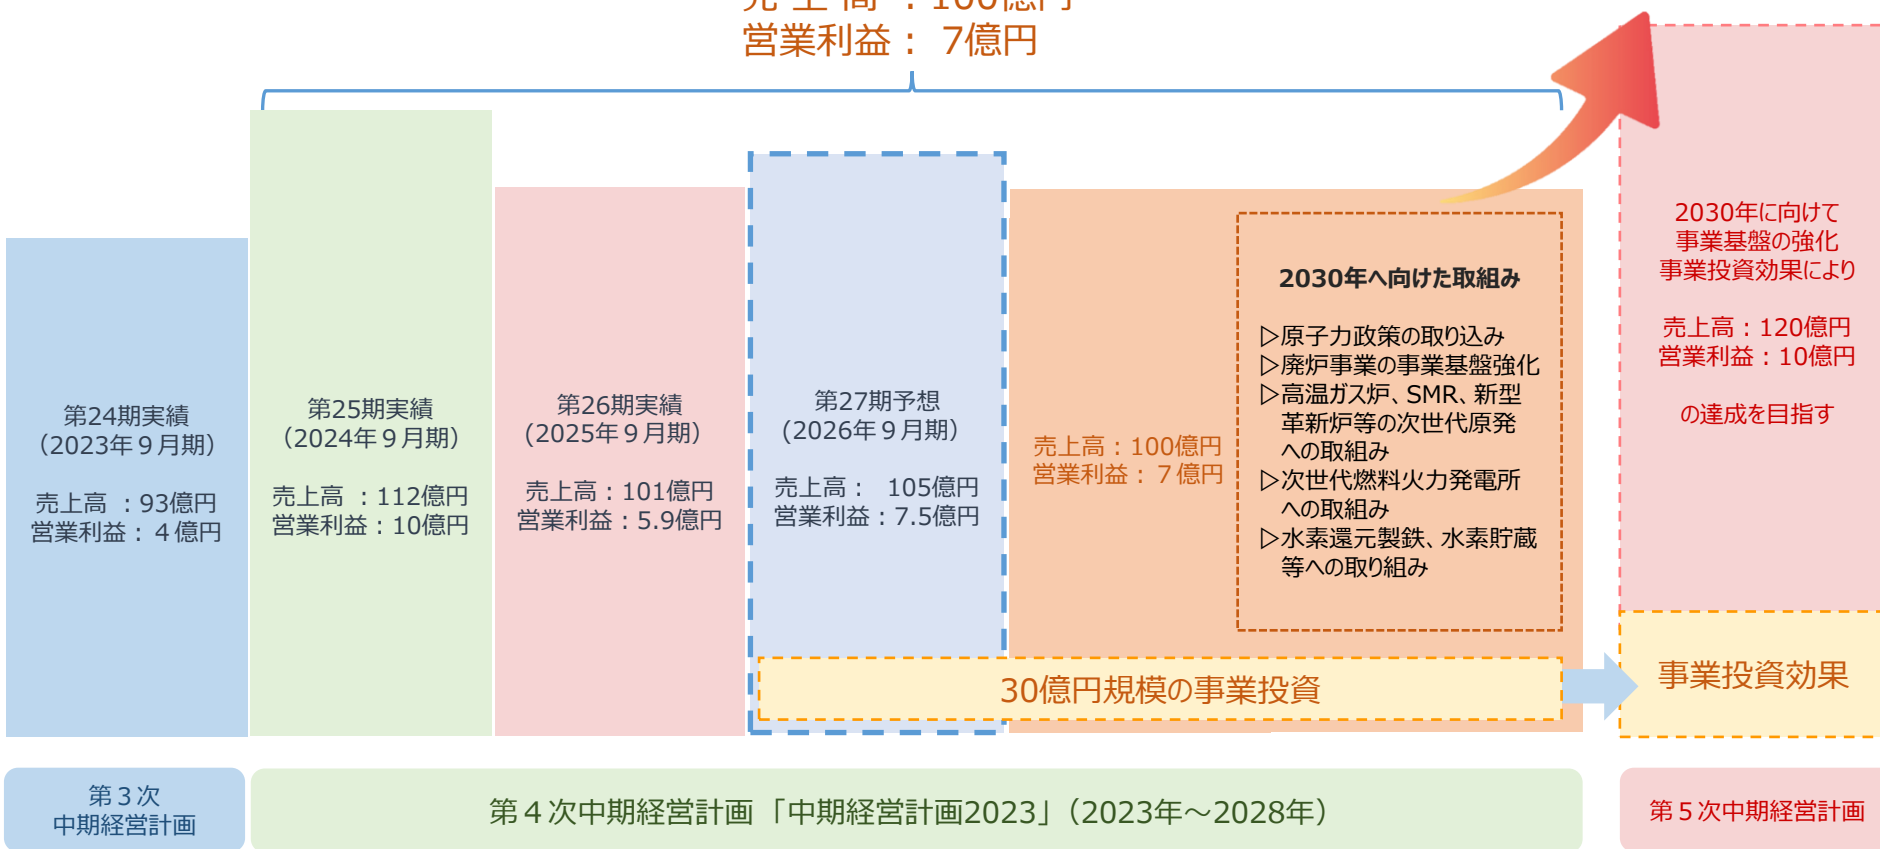 売 上 高 ：100億円
営業利益： 7億円
第24期実績
（2023年９月期）
売上高 ：93億円
営業利益：４億円
第25期実績
（2024年９月期）
売上高 ：112億円
営業利益：10億円
第26期実績
（2025年９月期）
売上高：101億円
営業利益：5.9億円
第27期予想
（2026年９月期）
売上高： 105億円
営業利益：7.5億円
売上高：100億円
営業利益：７億円
2030年へ向けた取組み
▷原子力政策の取り込み
▷廃炉事業の事業基盤強化
▷高温ガス炉、SMR、新型
革新炉等の次世代原発
への取組み
▷次世代燃料火力発電所
への取組み
▷水素還元製鉄、水素貯蔵
等への取り組み
2030年に向けて
事業基盤の強化
事業投資効果により
売上高：120億円
営業利益：10億円
の達成を目指す
30億円規模の事業投資
事業投資効果
第３次
中期経営計画
第４次中期経営計画「中期経営計画2023」（2023年～2028年）
第５次中期経営計画